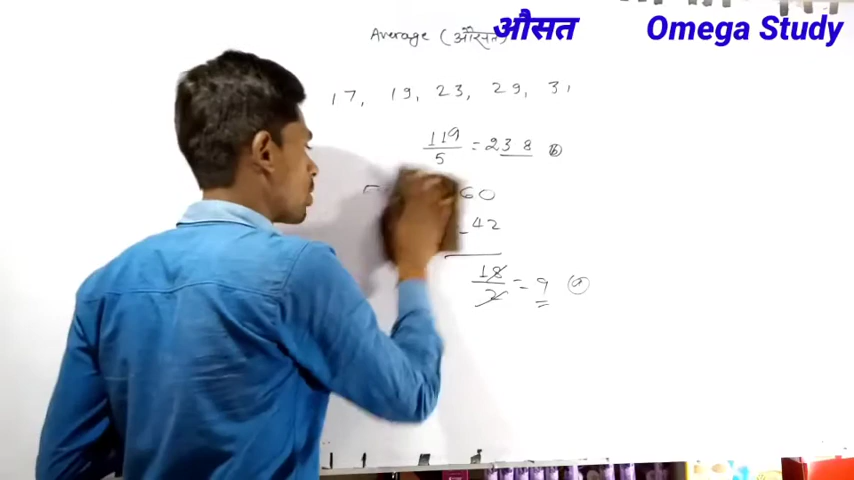 औसत Omega Study
Average (औसत)
17, 19, 23, 29, 31
119/5 = 23 8 (b)
60
- 42
18/2 = 9 (a)